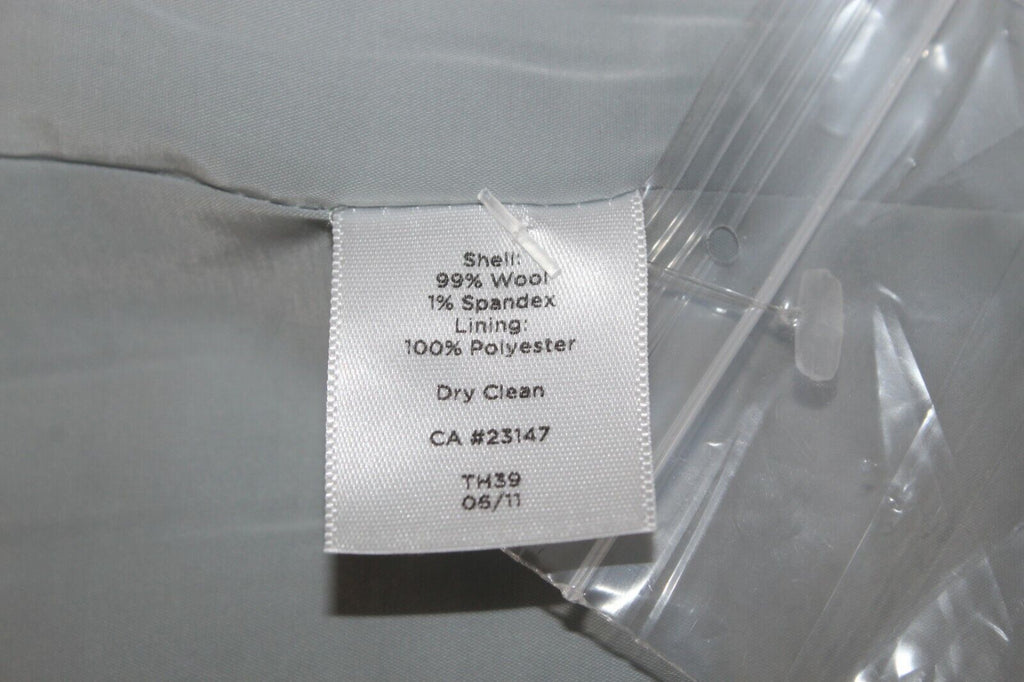 Shell:
99% Wool
1% Spandex
Lining:
100% Polyester
Dry Clean
CA #23147
TH39
06/11